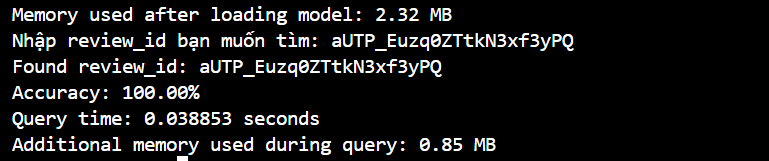 Memory used after loading model: 2.32 MB
Nhập review_id bạn muốn tìm: aUTP_Euzq0ZTtkN3xf3yPQ
Found review_id: aUTP_Euzq0ZTtkN3xf3yPQ
Accuracy: 100.00%
Query time: 0.038853 seconds
Additional memory used during query: 0.85 MB